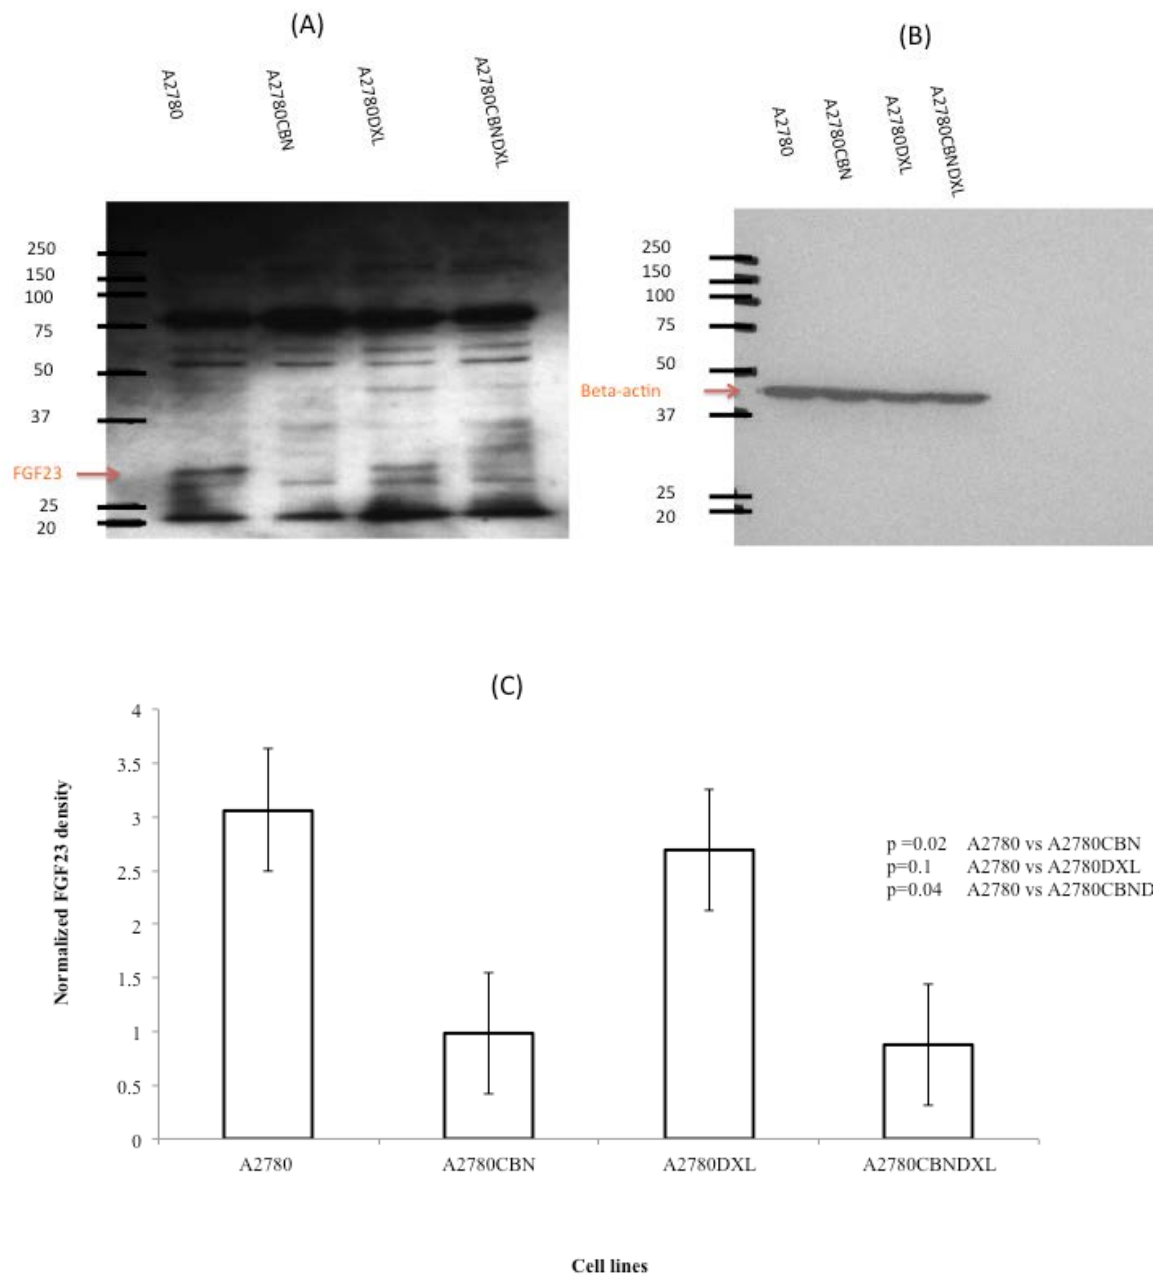 (A)
A2780
A2780CBN
A2780DXL
A2780CBNDXL
250
150
100
75
50
37
FGF23
25
20
(B)
A2780
A2780CBN
A2780DXL
A2780CBNDXL
250
150
100
75
50
Beta-actin
37
25
20
(C)
Normalized FGF23 density
4
3.5
3
2.5
2
1.5
1
0.5
0
p =0.02 A2780 vs A2780CBN
p=0.1 A2780 vs A2780DXL
p=0.04 A2780 vs A2780CBND
A2780 A2780CBN A2780DXL A2780CBNDXL
Cell lines